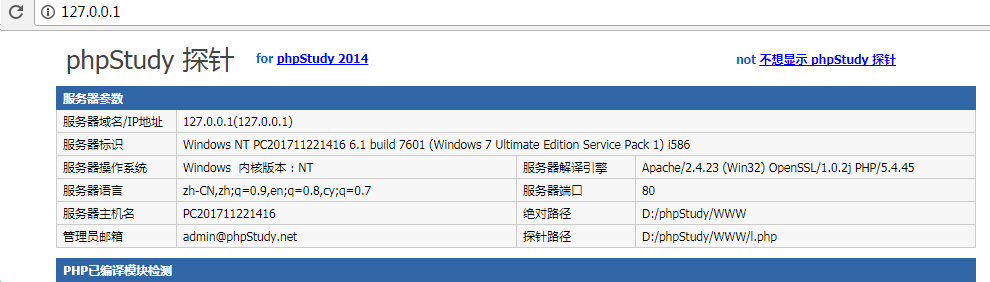 127.0.0.1
phpStudy 探针 for phpStudy 2014 not 不想显示 phpStudy 探针
服务器参数
服务器域名/IP地址 127.0.0.1(127.0.0.1)
服务器标识 Windows NT PC201711221416 6.1 build 7601 (Windows 7 Ultimate Edition Service Pack 1) i586
服务器操作系统 Windows 内核版本：NT 服务器解译引擎 Apache/2.4.23 (Win32) OpenSSL/1.0.2j PHP/5.4.45
服务器语言 zh-CN,zh;q=0.9,en;q=0.8,cy;q=0.7 服务器端口 80
服务器主机名 PC201711221416 绝对路径 D:/phpStudy/WWW
管理员邮箱 admin@phpStudy.net 探针路径 D:/phpStudy/WWW/l.php
PHP已编译模块检测